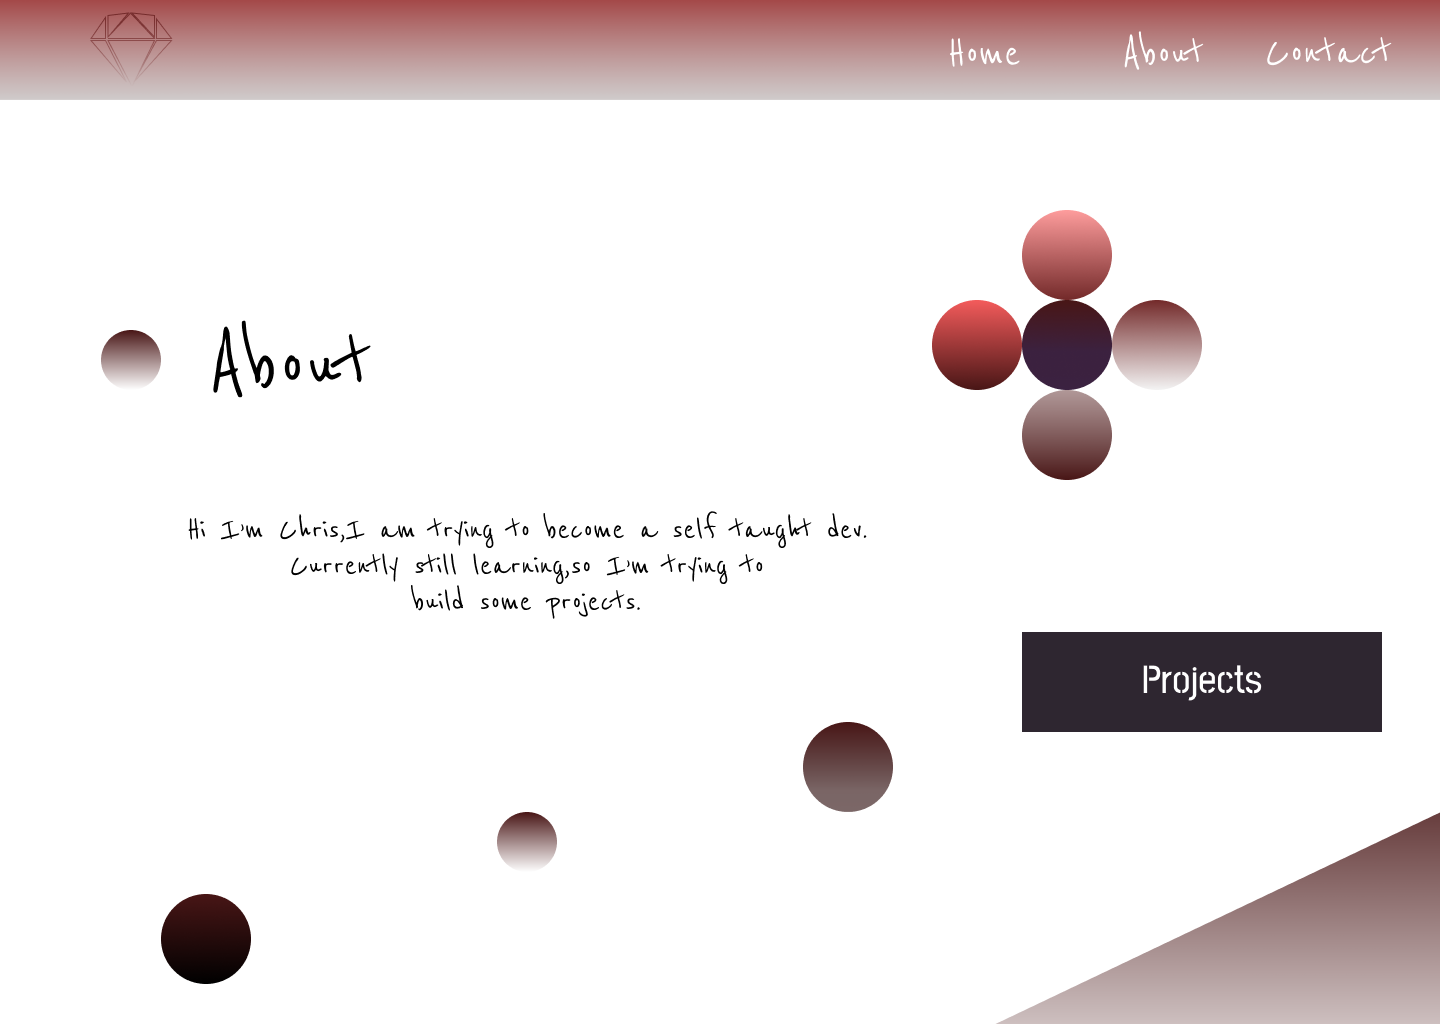 Home About Contact
About
Hi I'm Chris,I am trying to become a self taught dev.
Currently still learning,so I'm trying to
build some projects.
Projects